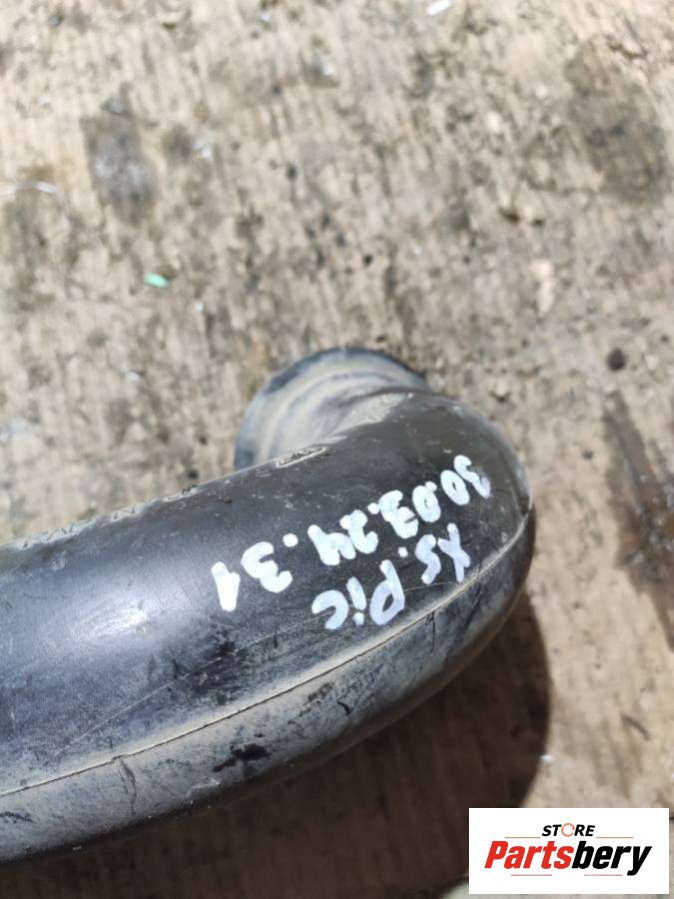 Xs. Pic
30.03.24.31
STORE
Partsbery